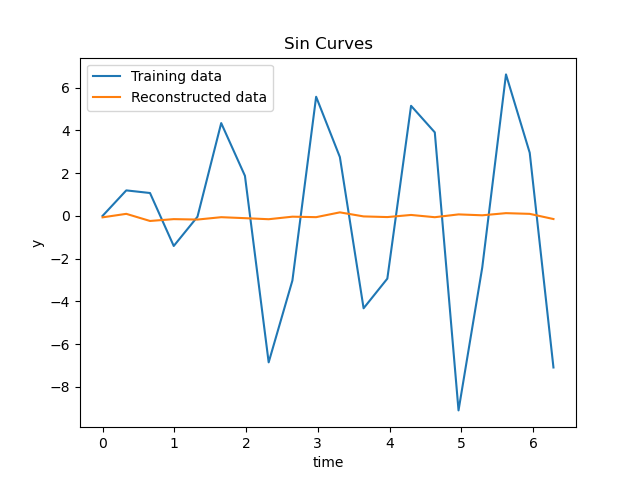 Sin Curves
Training data
Reconstructed data
6
4
2
0
−2
−4
−6
−8
y
0 1 2 3 4 5 6
time